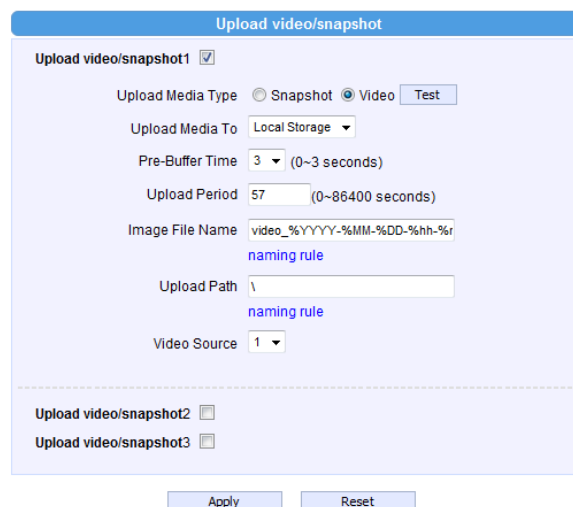 Upload video/snapshot
Upload video/snapshot1
Upload Media Type Snapshot Video Test
Upload Media To Local Storage
Pre-Buffer Time 3 (0~3 seconds)
Upload Period 57 (0~86400 seconds)
Image File Name video_%YYYY-%MM-%DD-%hh-%
naming rule
Upload Path \
naming rule
Video Source 1
Upload video/snapshot2
Upload video/snapshot3
Apply Reset